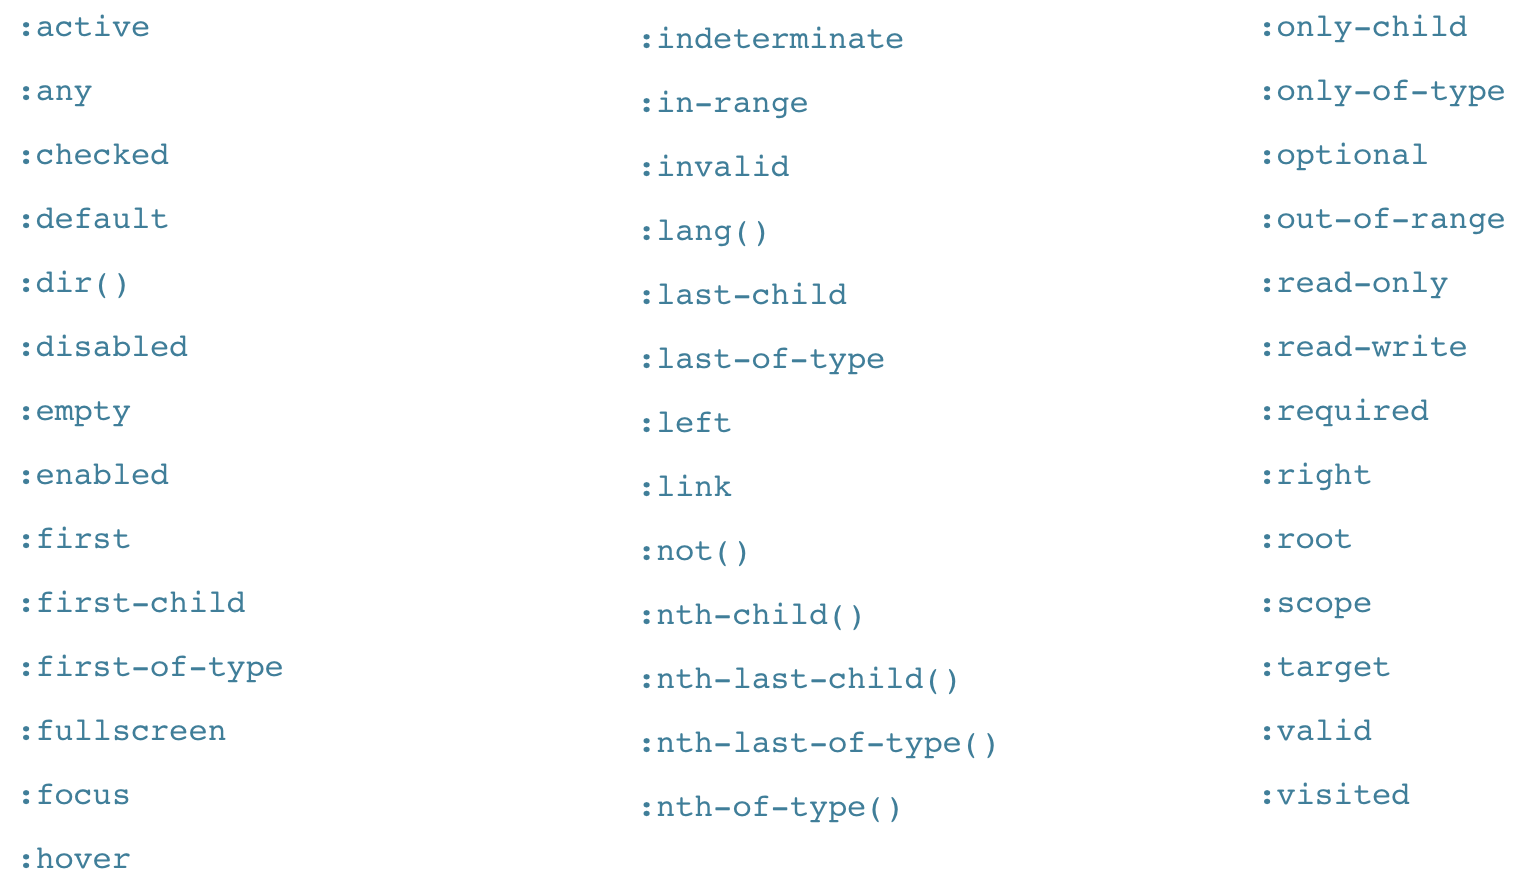 :active
:any
:checked
:default
:dir()
:disabled
:empty
:enabled
:first
:first-child
:first-of-type
:fullscreen
:focus
:hover
:indeterminate
:in-range
:invalid
:lang()
:last-child
:last-of-type
:left
:link
:not()
:nth-child()
:nth-last-child()
:nth-last-of-type()
:nth-of-type()
:only-child
:only-of-type
:optional
:out-of-range
:read-only
:read-write
:required
:right
:root
:scope
:target
:valid
:visited